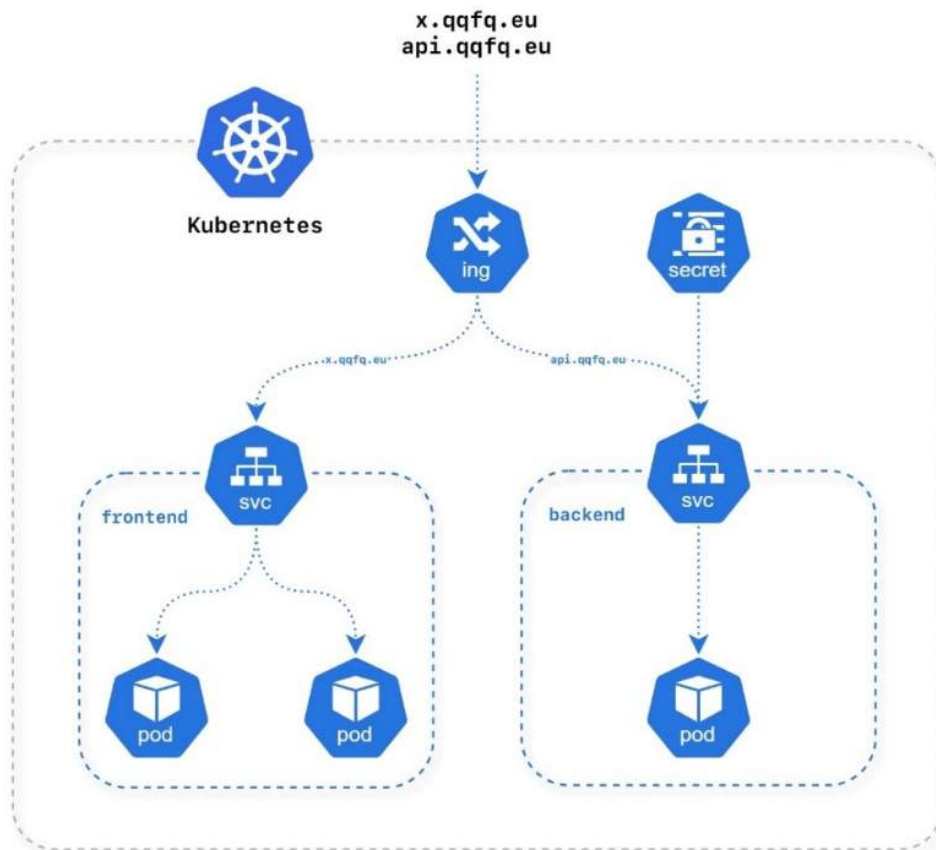 x.qqfq.eu
api.qqfq.eu
Kubernetes
ing
secret
x.qqfq.eu
api.qqfq.eu
svc
svc
frontend
backend
pod
pod
pod